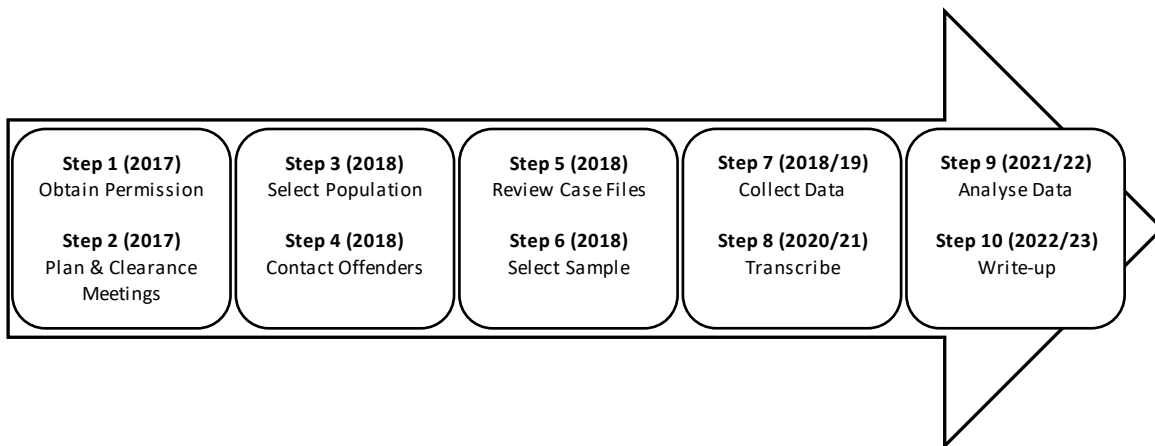 Step 1 (2017)
Obtain Permission
Step 2 (2017)
Plan & Clearance
Meetings
Step 3 (2018)
Select Population
Step 4 (2018)
Contact Offenders
Step 5 (2018)
Review Case Files
Step 6 (2018)
Select Sample
Step 7 (2018/19)
Collect Data
Step 8 (2020/21)
Transcribe
Step 9 (2021/22)
Analyse Data
Step 10 (2022/23)
Write-up